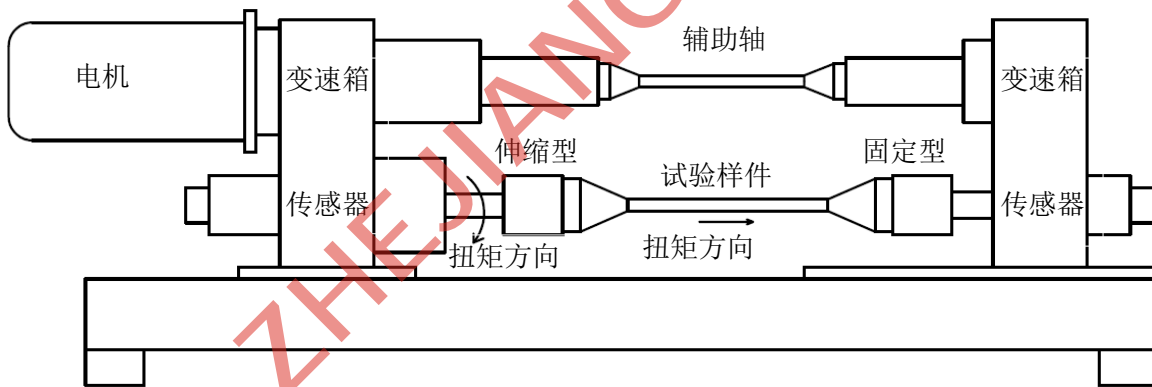 辅助轴
电机
变速箱
变速箱
伸缩型
固定型
试验样件
传感器
传感器
扭矩方向
扭矩方向
ZHEJIANG